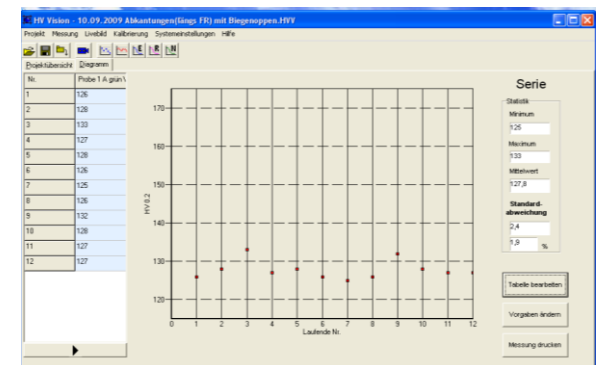 HV Vision - 10.09.2009 Abkantungen(längs FR) mit Biegenoppen.HVV
Projekt Messung Livebild Kalibrierung Systemeinstellungen Hilfe
E R N
Projektübersicht Diagramm
Nr. Probe 1 A grün V
1 126
2 128
3 133
4 127
5 128
6 126
7 125
8 126
9 132
10 128
11 127
12 127
170
160
150
140
130
120
HV 0.2
0 1 2 3 4 5 6 7 8 9 10 11 12
Laufende Nr.
Serie
Statistik
Minimum
125
Maximum
133
Mittelwert
127,8
Standard-
abweichung
2,4
1,9 %
Tabelle bearbeiten
Vorgaben ändern
Messung drucken